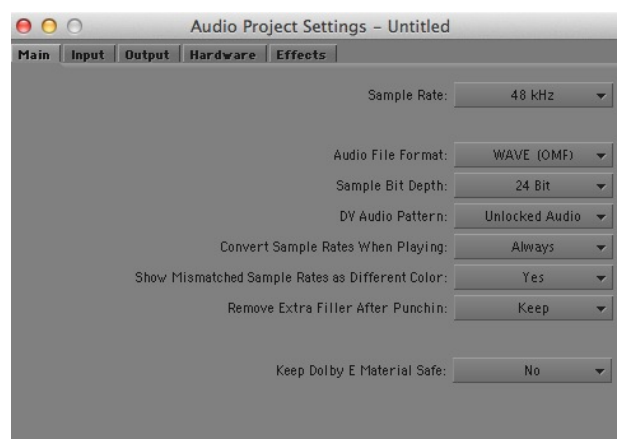 Audio Project Settings – Untitled
Main Input Output Hardware Effects
Sample Rate: 48 kHz
Audio File Format: WAVE (OMF)
Sample Bit Depth: 24 Bit
DV Audio Pattern: Unlocked Audio
Convert Sample Rates When Playing: Always
Show Mismatched Sample Rates as Different Color: Yes
Remove Extra Filler After Punchin: Keep
Keep Dolby E Material Safe: No